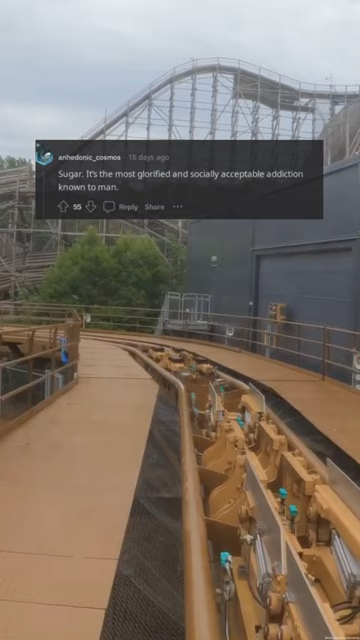 anhedonic_cosmos · 16 days ago
Sugar. It's the most glorified and socially acceptable addiction
known to man.
55 Reply Share ···